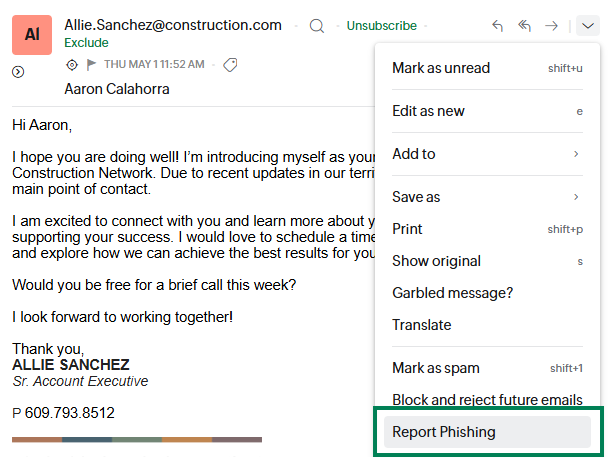 AI
Allie.Sanchez@construction.com · · Unsubscribe ·
Exclude
THU MAY 1 11:52 AM ·
Aaron Calahorra
Hi Aaron,
I hope you are doing well! I'm introducing myself as your
Construction Network. Due to recent updates in our terri
main point of contact.
I am excited to connect with you and learn more about y
supporting your success. I would love to schedule a time
and explore how we can achieve the best results for you
Would you be free for a brief call this week?
I look forward to working together!
Thank you,
ALLIE SANCHEZ
Sr. Account Executive
P 609.793.8512
Mark as unread shift+u
Edit as new e
Add to
Save as
Print shift+p
Show original s
Garbled message?
Translate
Mark as spam shift+1
Block and reject future emails
Report Phishing